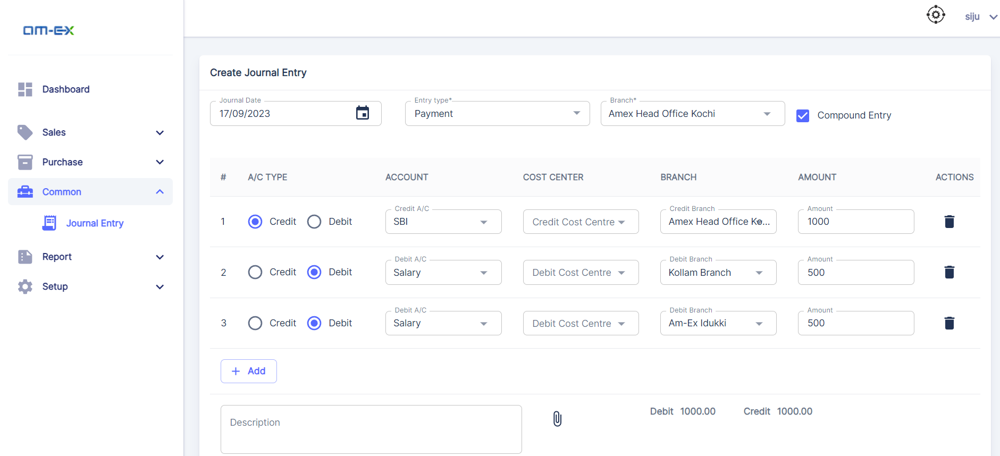 am-ex
siju
Dashboard
Sales
Purchase
Common
Journal Entry
Report
Setup
Create Journal Entry
Journal Date
17/09/2023
Entry type*
Payment
Branch*
Amex Head Office Kochi
Compound Entry
# A/C TYPE ACCOUNT COST CENTER BRANCH AMOUNT ACTIONS
Credit A/C Credit Branch Amount
1 Credit Debit SBI Credit Cost Centre Amex Head Office Ko... 1000
Debit A/C Debit Branch Amount
2 Credit Debit Salary Debit Cost Centre Kollam Branch 500
Debit A/C Debit Branch Amount
3 Credit Debit Salary Debit Cost Centre Am-Ex Idukki 500
+ Add
Description
Debit 1000.00 Credit 1000.00